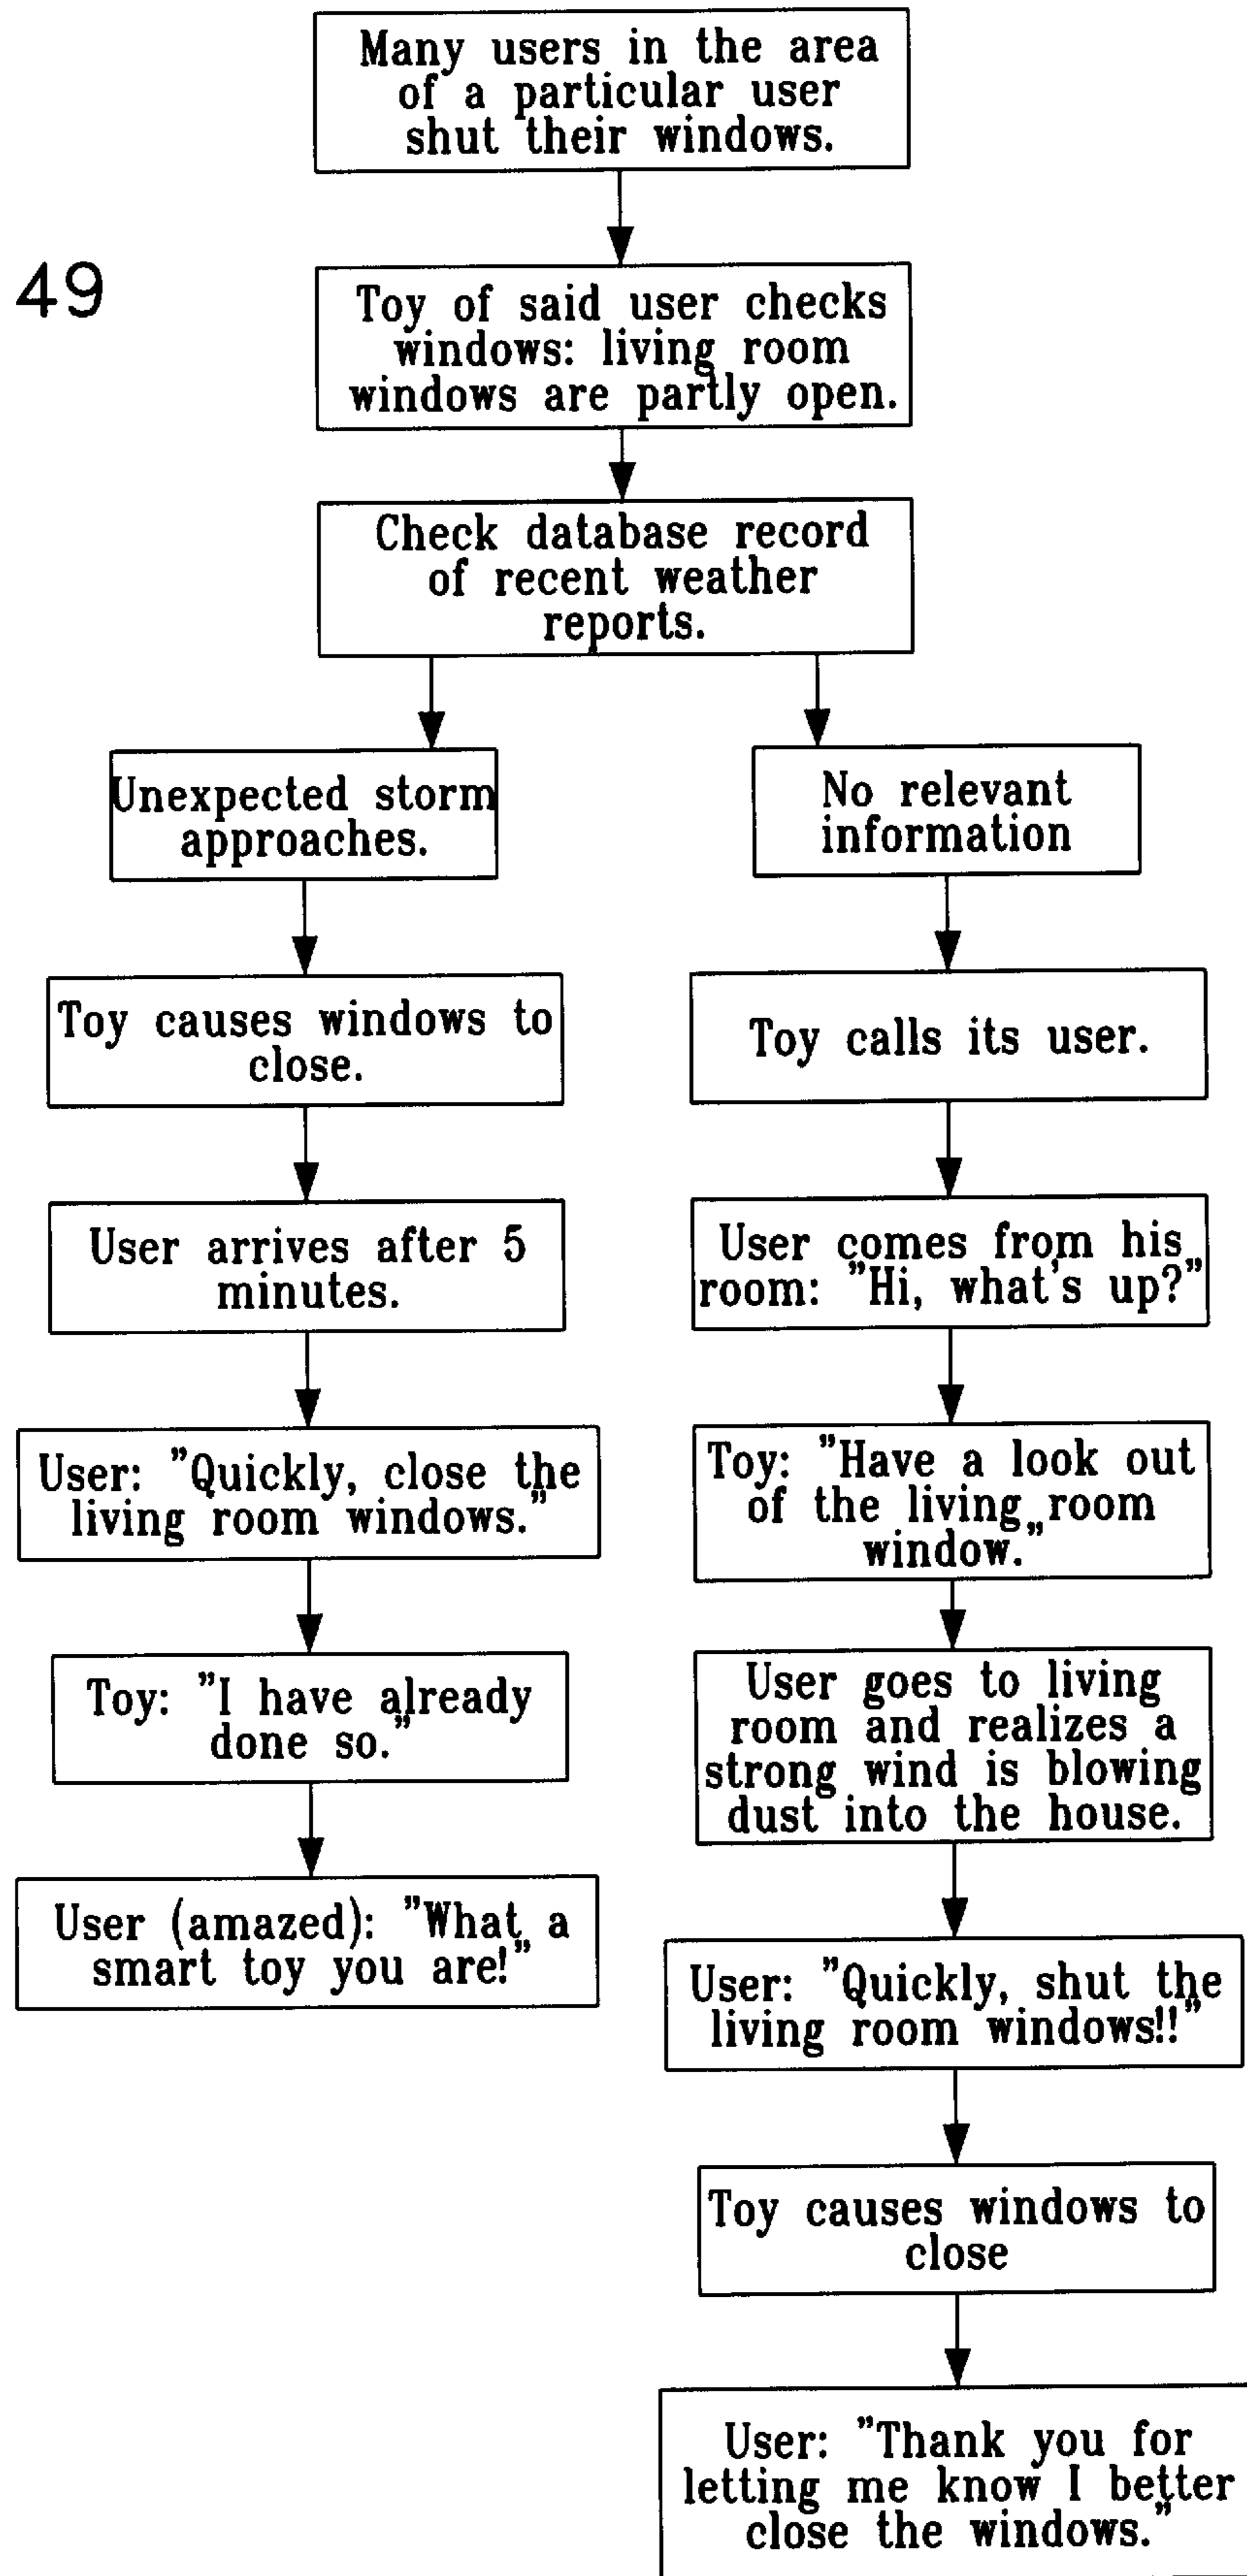 Many users in the area
of a particular user
shut their windows.
49
Toy of said user checks
windows: living room
windows are partly open.
Check database record
of recent weather
reports.
Unexpected storm
approaches.
Toy causes windows to
close.
User arrives after 5
minutes.
User: "Quickly, close the
living room windows."
Toy: "I have already
done so."
User (amazed): "What a
smart toy you are!"
No relevant
information
Toy calls its user.
User comes from his
room: "Hi, what's up?"
Toy: "Have a look out
of the living room
window."
User goes to living
room and realizes a
strong wind is blowing
dust into the house.
User: "Quickly, shut the
living room windows!!"
Toy causes windows to
close
User: "Thank you for
letting me know I better
close the windows."